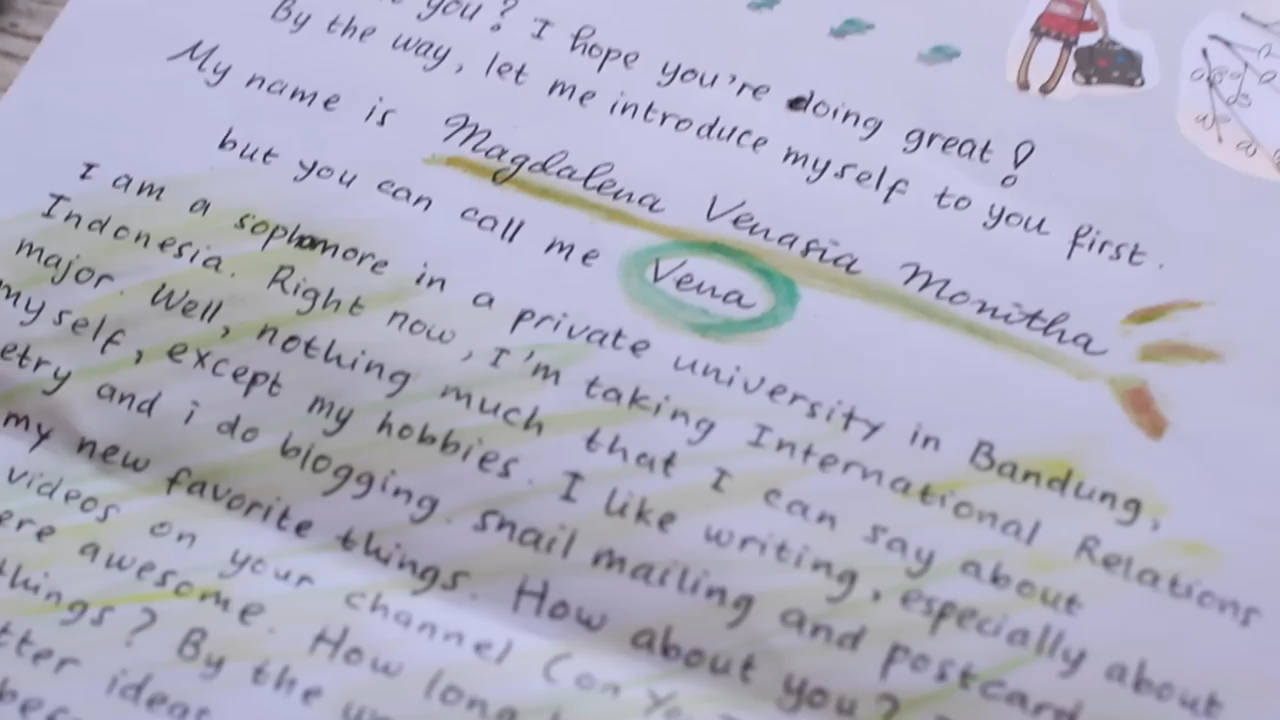 you? I hope you're doing great!
By the way, let me introduce myself to you first.
My name is Magdalena Venasia Monitha
but you can call me Vena
I am a sophomore in a private university in Bandung,
Indonesia. Right now, I'm taking International Relations
major. Well, nothing much that I can say about
myself, except my hobbies. I like writing, especially about
etry and i do blogging. snail mailing and postcard
my new favorite things. How about you?
videos on your channel (on
ere awesome. How long
things? By the
tter ideas